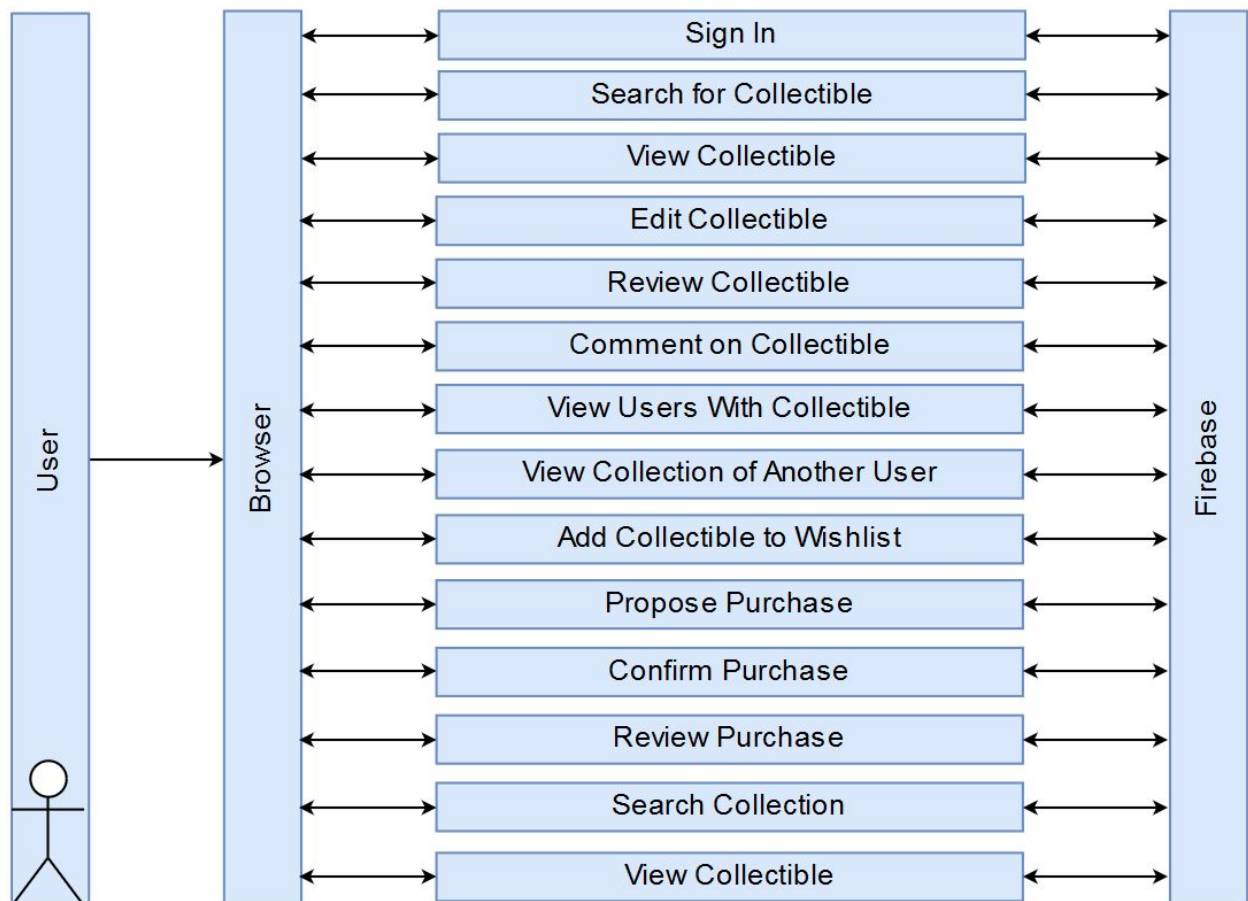 User
Browser
Sign In
Search for Collectible
View Collectible
Edit Collectible
Review Collectible
Comment on Collectible
View Users With Collectible
View Collection of Another User
Add Collectible to Wishlist
Propose Purchase
Confirm Purchase
Review Purchase
Search Collection
View Collectible
Firebase